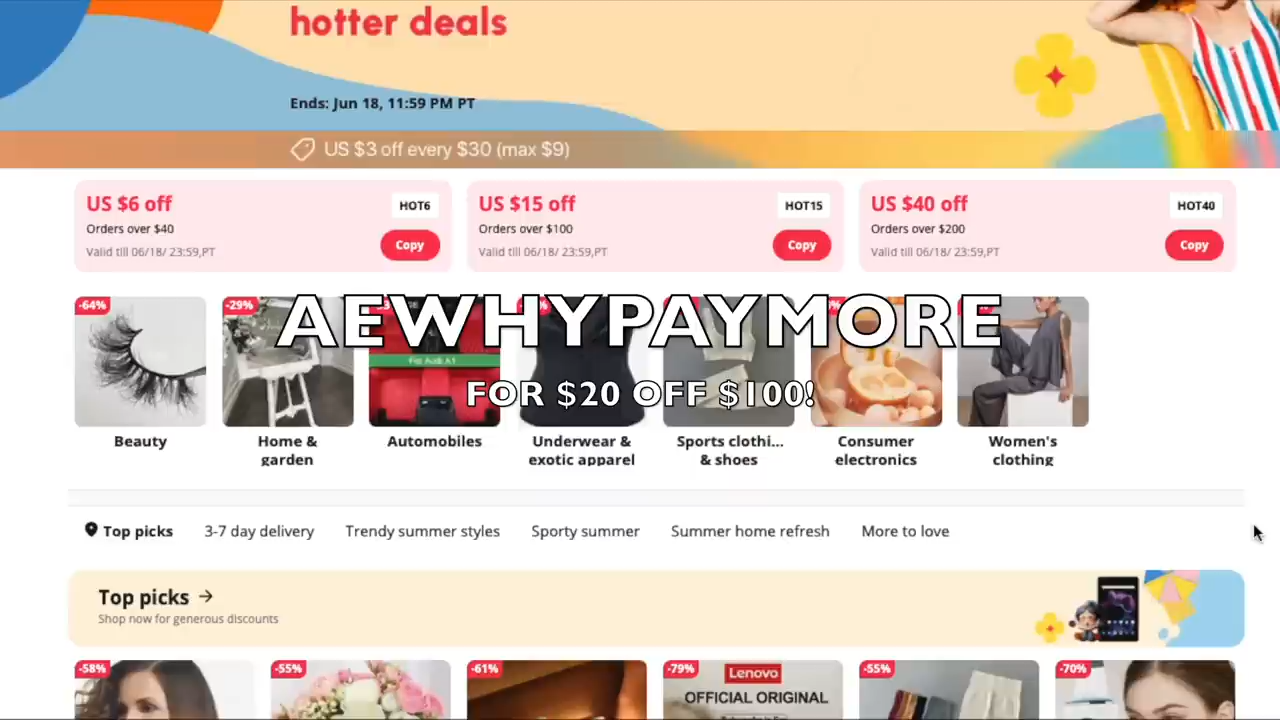 hotter deals
Ends: Jun 18, 11:59 PM PT
US $3 off every $30 (max $9)
US $6 off
HOT6
Orders over $40
Valid till 06/18/ 23:59,PT
Copy
US $15 off
HOT15
Orders over $100
Valid till 06/18/ 23:59,PT
Copy
US $40 off
HOT40
Orders over $200
Valid till 06/18/ 23:59,PT
Copy
-64%
-29%
AEWHYPAYMORE
For Audi A1
FOR $20 OFF $100!
Beauty
Home &
garden
Automobiles
Underwear &
exotic apparel
Sports clothi...
& shoes
Consumer
electronics
Women's
clothing
Top picks
3-7 day delivery
Trendy summer styles
Sporty summer
Summer home refresh
More to love
Top picks →
Shop now for generous discounts
-58%
-55%
-61%
-79%
Lenovo
OFFICIAL ORIGINAL
-55%
-70%